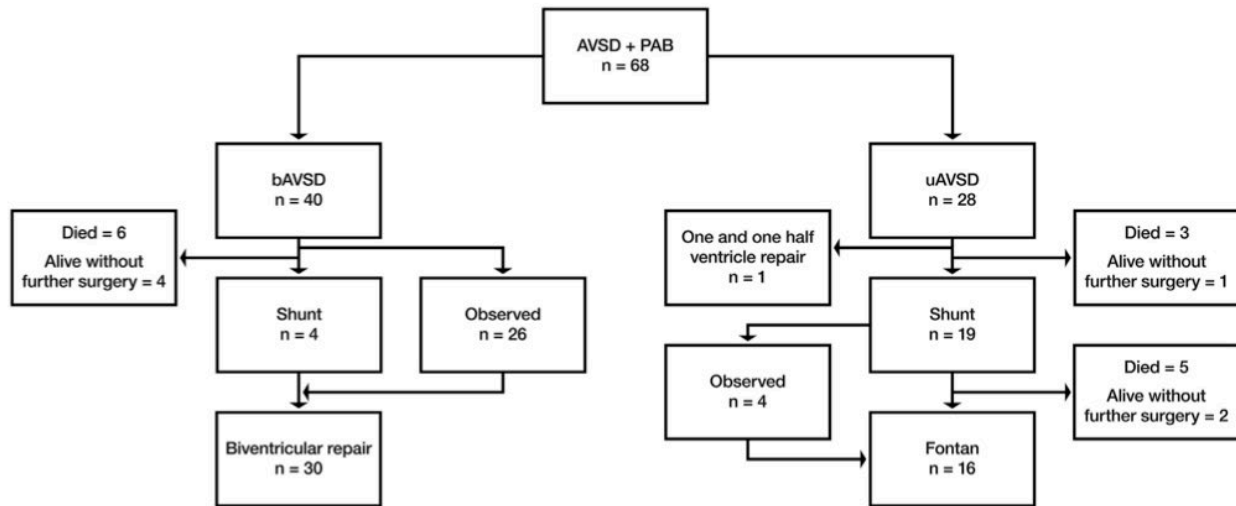 AVSD + PAB
n = 68
bAVSD
n = 40
uAVSD
n = 28
Died = 6
Alive without
further surgery = 4
One and one half
ventricle repair
n = 1
Died = 3
Alive without
further surgery = 1
Shunt
n = 4
Observed
n = 26
Shunt
n = 19
Observed
n = 4
Died = 5
Alive without
further surgery = 2
Biventricular repair
n = 30
Fontan
n = 16